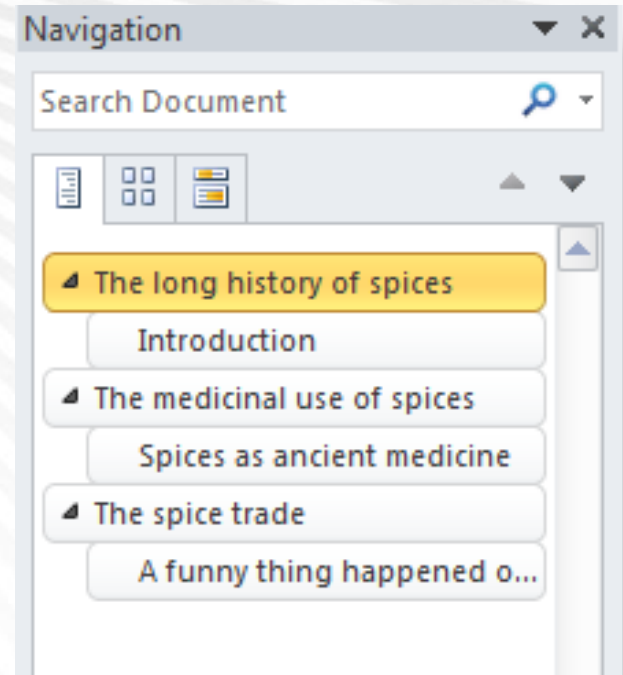 Navigation
Search Document
The long history of spices
Introduction
The medicinal use of spices
Spices as ancient medicine
The spice trade
A funny thing happened o...